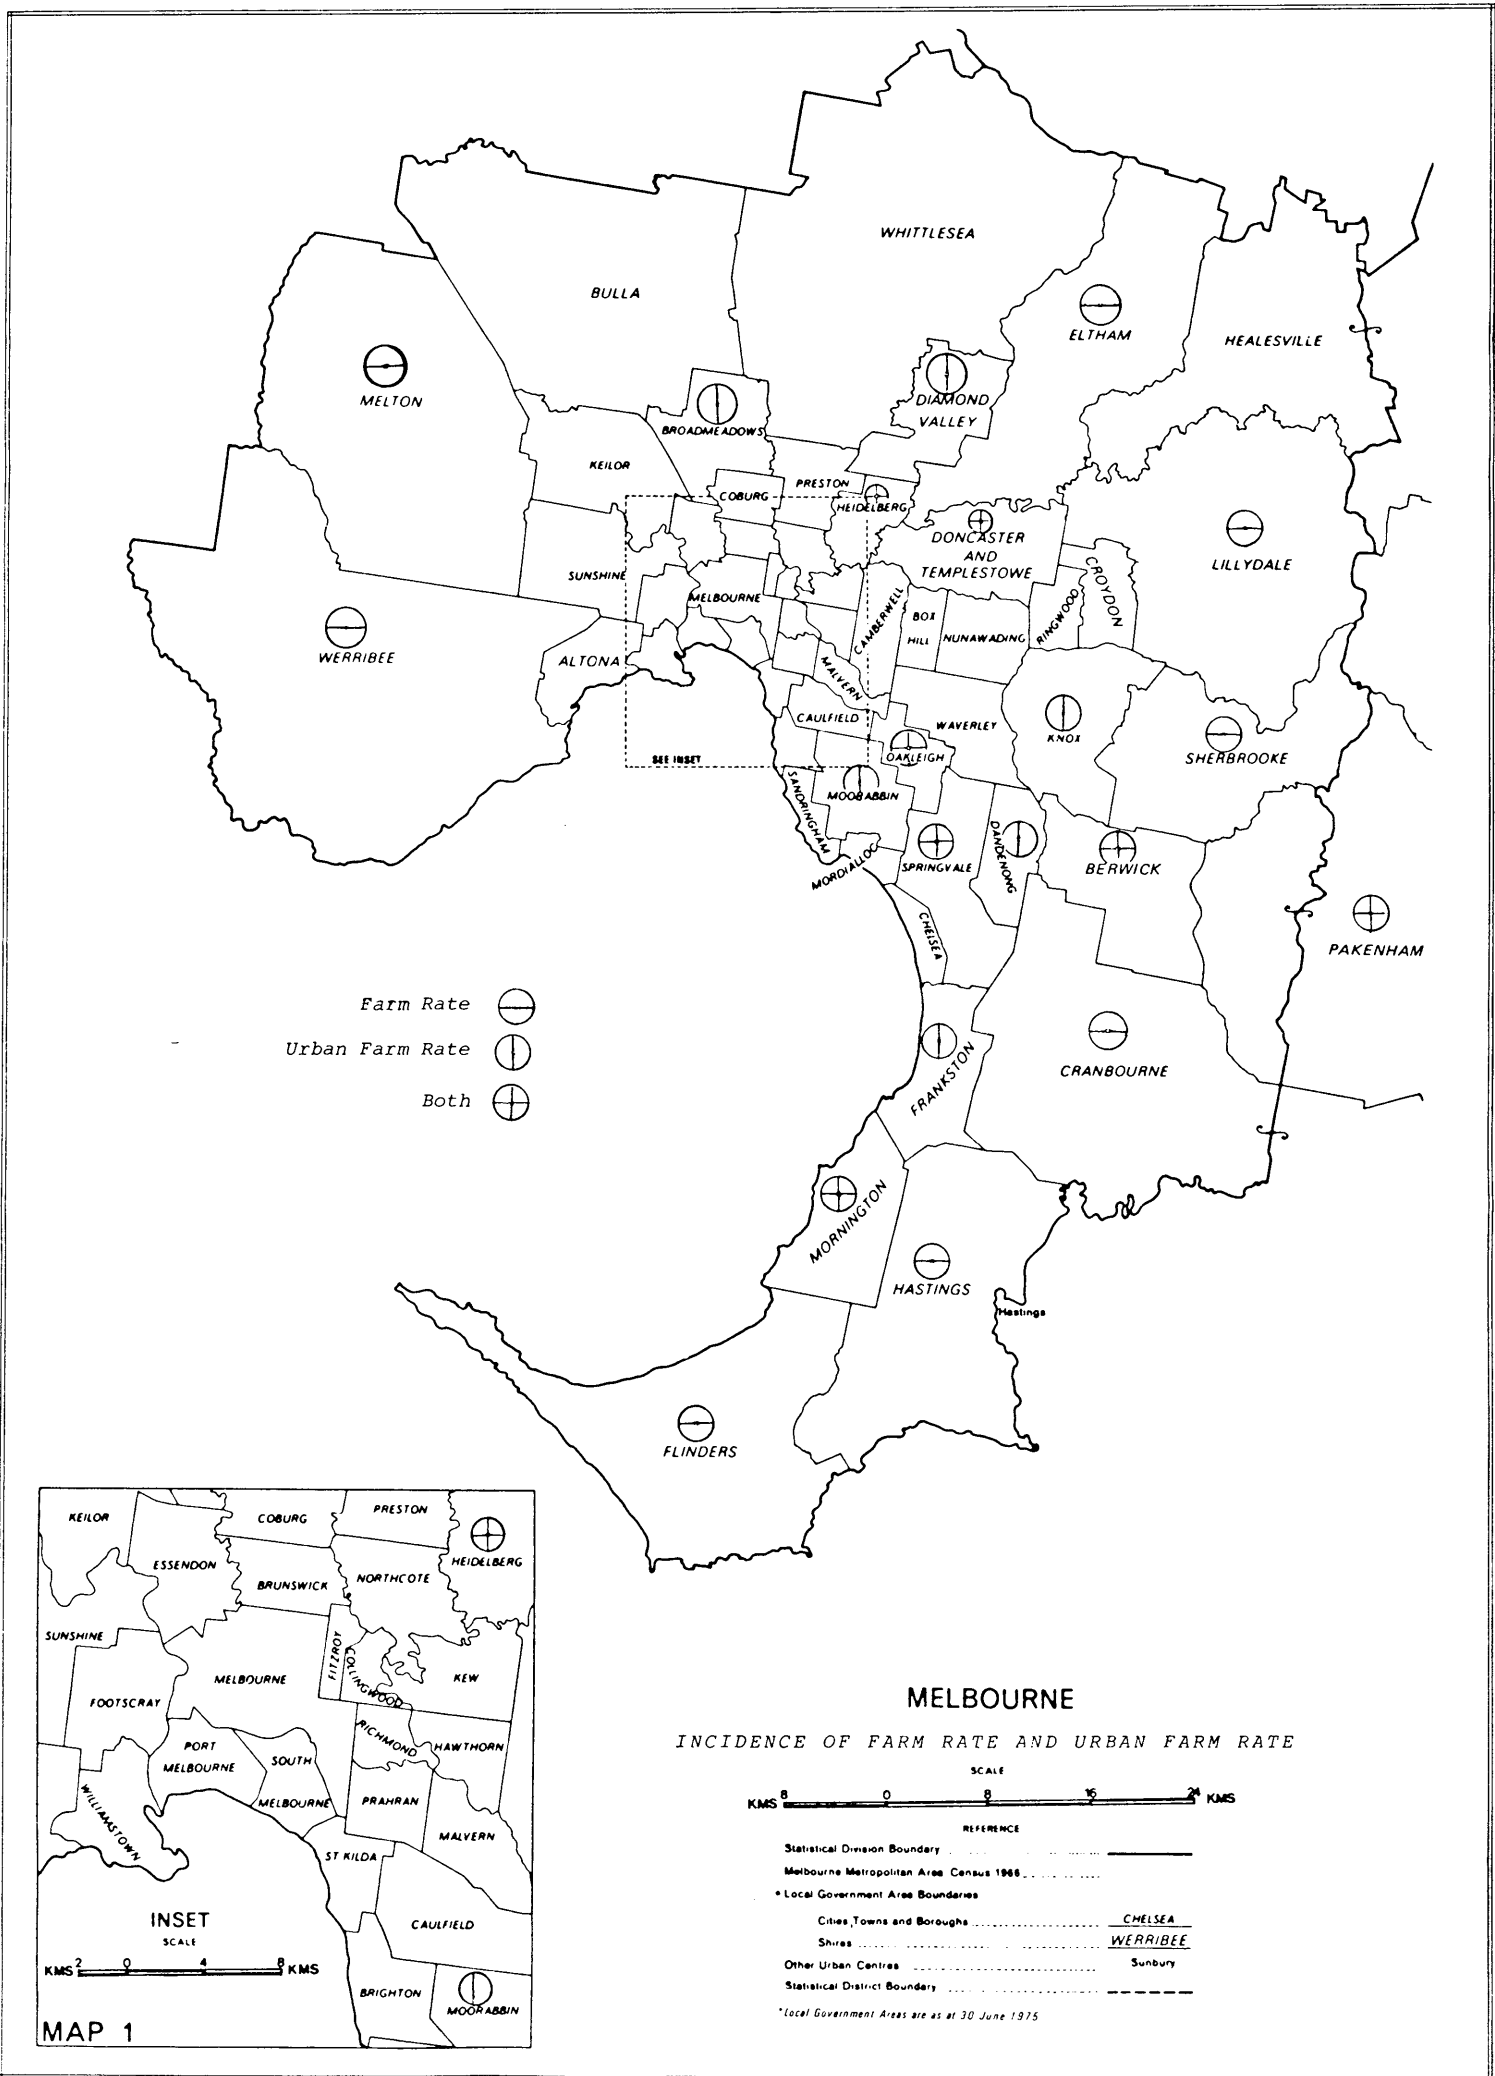 WHITTLESEA
BULLA
ELTHAM
HEALESVILLE
MELTON
DIAMOND
VALLEY
BROADMEADOWS
KEILOR
PRESTON
COBURG
HEIDELBERG
DONCASTER
AND
TEMPLESTOWE
LILLYDALE
CROYDON
SUNSHINE
MELBOURNE
CAMBERWELL
BOX
HILL
NUNAWADING
RINGWOOD
WERRIBEE
ALTONA
MALVERN
CAULFIELD
WAVERLEY
KNOX
SHERBROOKE
OAKLEIGH
SEE INSET
SANDRINGHAM
MOORABBIN
MORDIALLOC
SPRINGVALE
DANDENONG
BERWICK
CHELSEA
PAKENHAM
Farm Rate
Urban Farm Rate
Both
FRANKSTON
CRANBOURNE
MORNINGTON
HASTINGS
Hastings
FLINDERS
KEILOR
COBURG
PRESTON
ESSENDON
HEIDELBERG
BRUNSWICK
NORTHCOTE
SUNSHINE
FITZROY
COLLINGWOOD
MELBOURNE
KEW
FOOTSCRAY
RICHMOND
HAWTHORN
PORT
MELBOURNE
SOUTH
MELBOURNE
WILLIAMSTOWN
PRAHRAN
MALVERN
ST KILDA
CAULFIELD
INSET
SCALE
KMS 2 0 4 8 KMS
BRIGHTON
MOORABBIN
MAP 1
MELBOURNE
INCIDENCE OF FARM RATE AND URBAN FARM RATE
SCALE
KMS 8 0 8 16 24 KMS
REFERENCE
Statistical Division Boundary
Melbourne Metropolitan Area Census 1966
* Local Government Area Boundaries
Cities, Towns and Boroughs CHELSEA
Shires WERRIBEE
Other Urban Centres Sunbury
Statistical District Boundary
*Local Government Areas are as at 30 June 1975